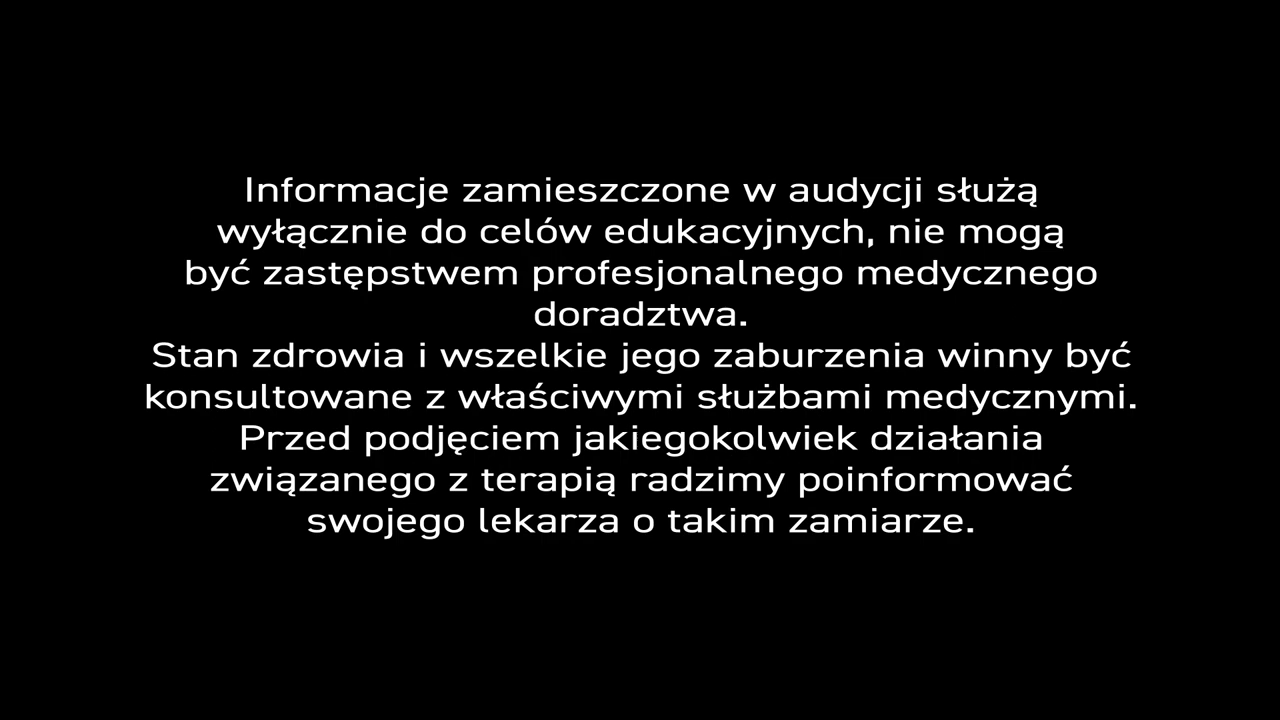 Informacje zamieszczone w audycji służą
wyłącznie do celów edukacyjnych, nie mogą
być zastępstwem profesjonalnego medycznego
doradztwa.
Stan zdrowia i wszelkie jego zaburzenia winny być
konsultowane z właściwymi służbami medycznymi.
Przed podjęciem jakiegokolwiek działania
związanego z terapią radzimy poinformować
swojego lekarza o takim zamiarze.